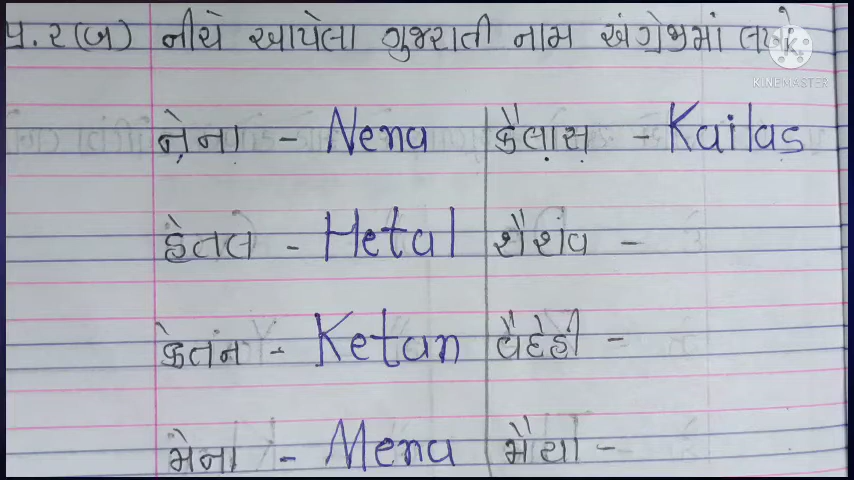 પ્ર. ૨(બ) નીચે આપેલા ગુજરાતી નામ અંગ્રેજીમાં લખો
KINEMASTER
નેના - Nena કૈલાસ - Kailas
હેતલ - Hetal શૈશવ -
કેતન - Ketan વૈદેહી -
મેના - Mena મૈયા -